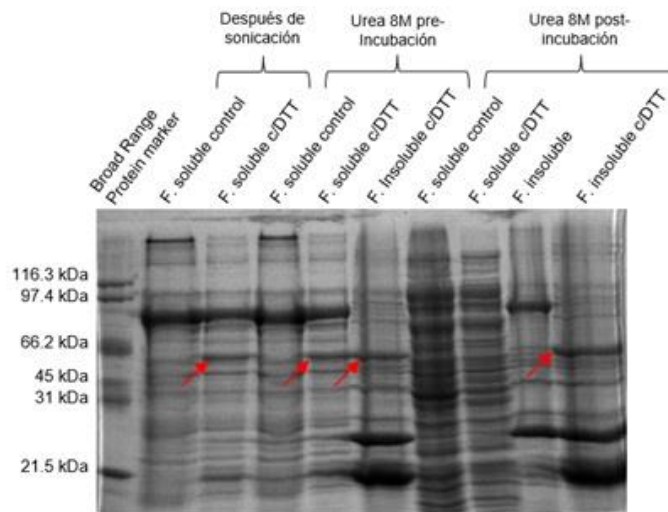 Después de
sonicación
Urea 8M pre-
Incubación
Urea 8M post-
incubación
Broad Range
Protein marker
F. soluble control
F. soluble c/DTT
F. soluble control
F. soluble c/DTT
F. Insoluble c/DTT
F. soluble control
F. soluble c/DTT
F. insoluble
F. insoluble c/DTT
116.3 kDa
97.4 kDa
66.2 kDa
45 kDa
31 kDa
21.5 kDa